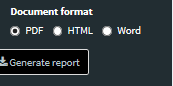 Document format
PDF HTML Word
Generate report